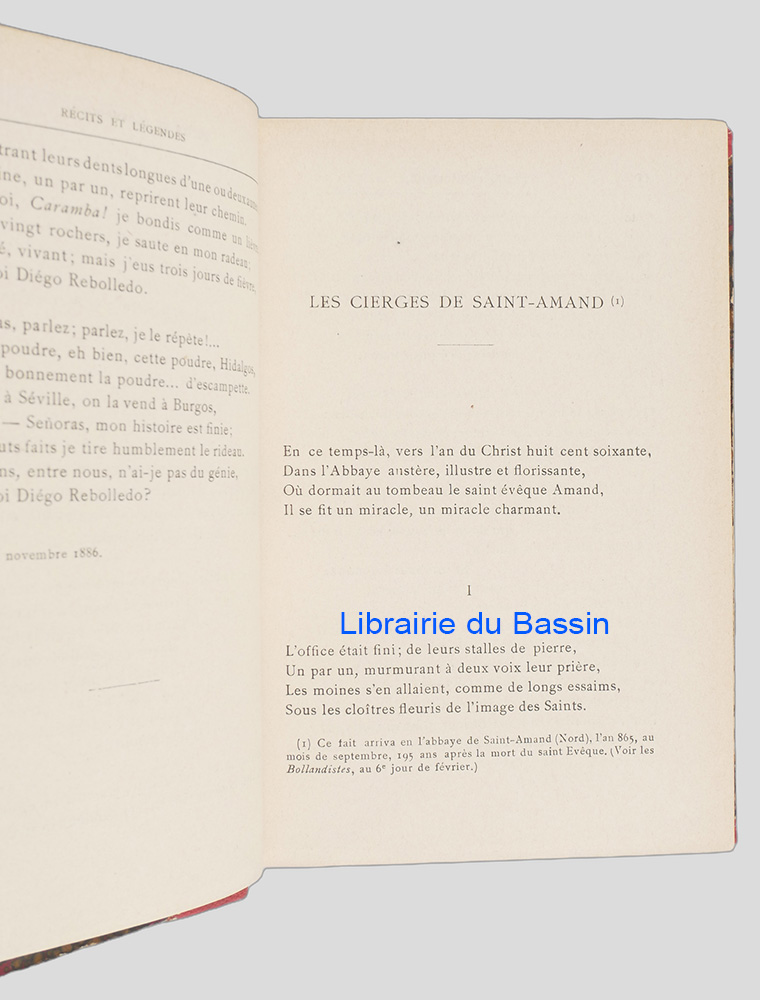 RÉCITS ET LÉGENDES
trant leurs dents longues d'une ou deux
ine, un par un, reprirent leur chemin.
oi, Caramba! je bondis comme un
vingt rochers, je saute en mon radeau;
é, vivant; mais j'eus trois jours de fièvre,
oi Diégo Rebolledo.
as, parlez; parlez, je le répète!...
poudre, eh bien, cette poudre, Hidalgos,
bonnement la poudre... d'escampette.
à Séville, on la vend à Burgos,
— Señoras, mon histoire est finie;
uts faits je tire humblement le rideau.
ns, entre nous, n'ai-je pas du génie,
oi Diégo Rebolledo?
novembre 1886.
LES CIERGES DE SAINT-AMAND (1)
En ce temps-là, vers l'an du Christ huit cent soixante,
Dans l'Abbaye austère, illustre et florissante,
Où dormait au tombeau le saint évêque Amand,
Il se fit un miracle, un miracle charmant.
I
Librairie du Bassin
L'office était fini; de leurs stalles de pierre,
Un par un, murmurant à deux voix leur prière,
Les moines s'en allaient, comme de longs essaims,
Sous les cloîtres fleuris de l'image des Saints.
(1) Ce fait arriva en l'abbaye de Saint-Amand (Nord), l'an 865, au
mois de septembre, 195 ans après la mort du saint Evêque. (Voir les
Bollandistes, au 6e jour de février.)